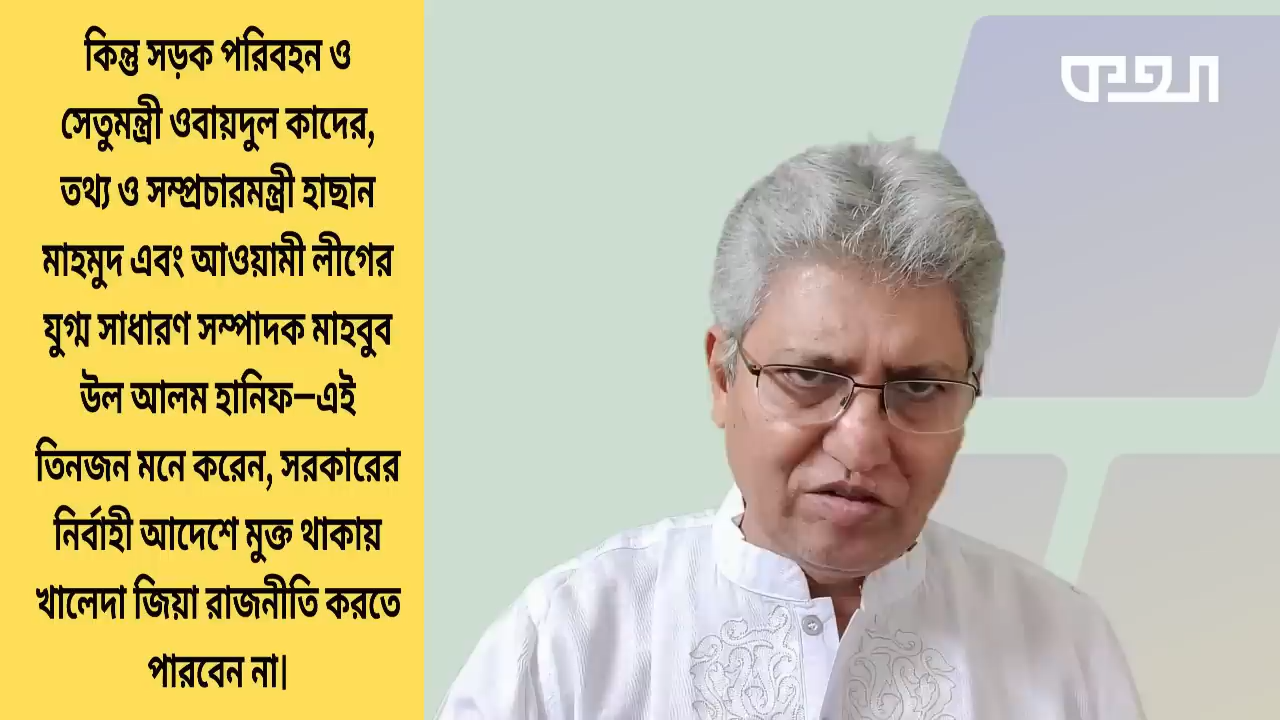 কিন্তু সড়ক পরিবহন ও
সেতুমন্ত্রী ওবায়দুল কাদের,
তথ্য ও সম্প্রচারমন্ত্রী হাছান
মাহমুদ এবং আওয়ামী লীগের
যুগ্ম সাধারণ সম্পাদক মাহবুব
উল আলম হানিফ–এই
তিনজন মনে করেন, সরকারের
নির্বাহী আদেশে মুক্ত থাকায়
খালেদা জিয়া রাজনীতি করতে
পারবেন না।
কথা